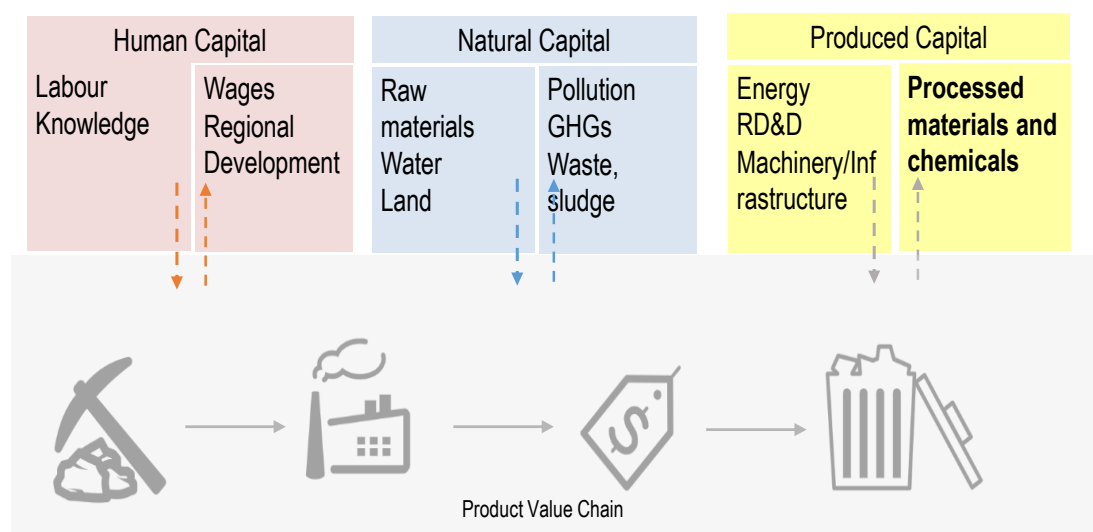 Human Capital
Labour
Knowledge
Wages
Regional
Development
Natural Capital
Raw
materials
Water
Land
Pollution
GHGs
Waste,
sludge
Produced Capital
Energy
RD&D
Machinery/Inf
rastructure
Processed
materials and
chemicals
$
Product Value Chain